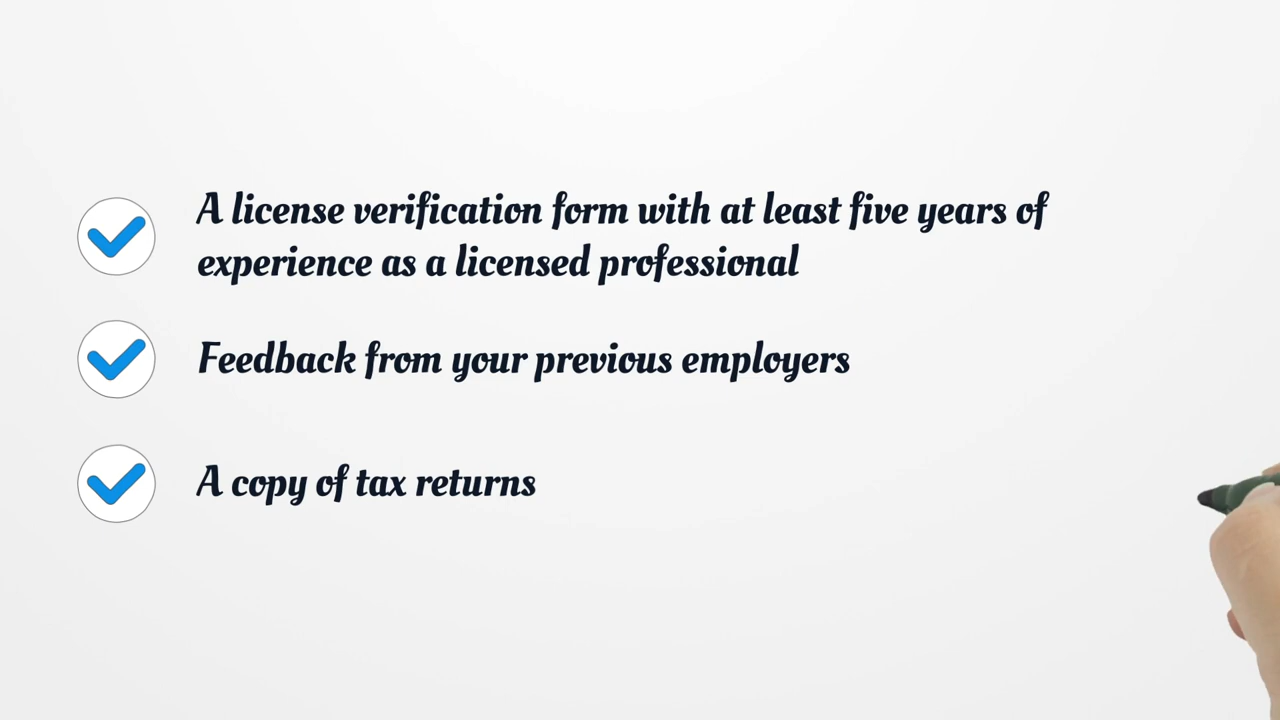 A license verification form with at least five years of
experience as a licensed professional
Feedback from your previous employers
A copy of tax returns